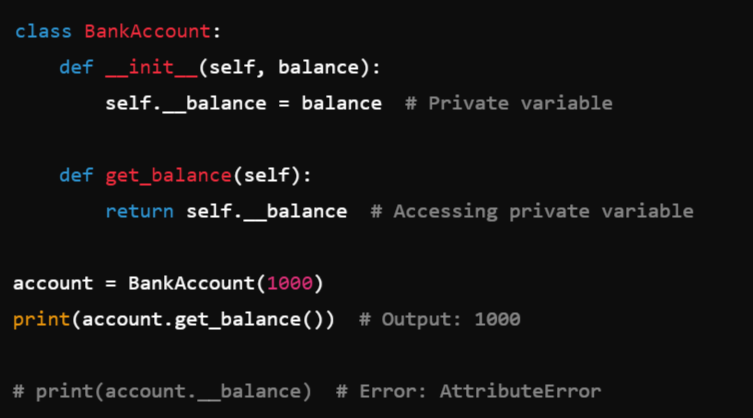 class BankAccount:
    def __init__(self, balance):
        self.__balance = balance  # Private variable

    def get_balance(self):
        return self.__balance  # Accessing private variable

account = BankAccount(1000)
print(account.get_balance())  # Output: 1000

# print(account.__balance)  # Error: AttributeError